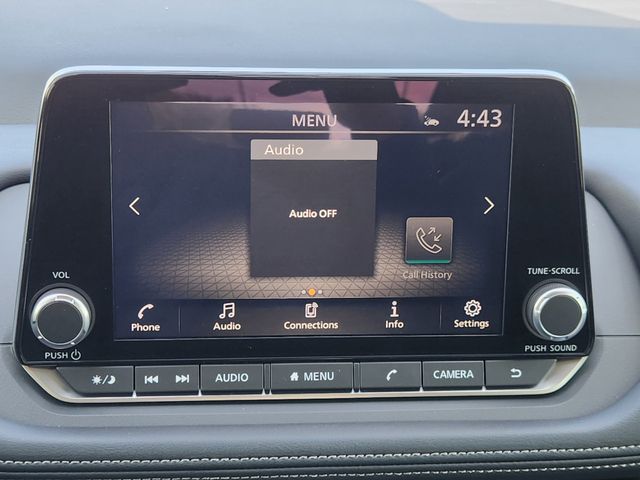 MENU 4:43
Audio
Audio OFF
Call History
VOL
TUNE·SCROLL
Phone Audio Connections Info Settings
PUSH
PUSH SOUND
AUDIO MENU CAMERA